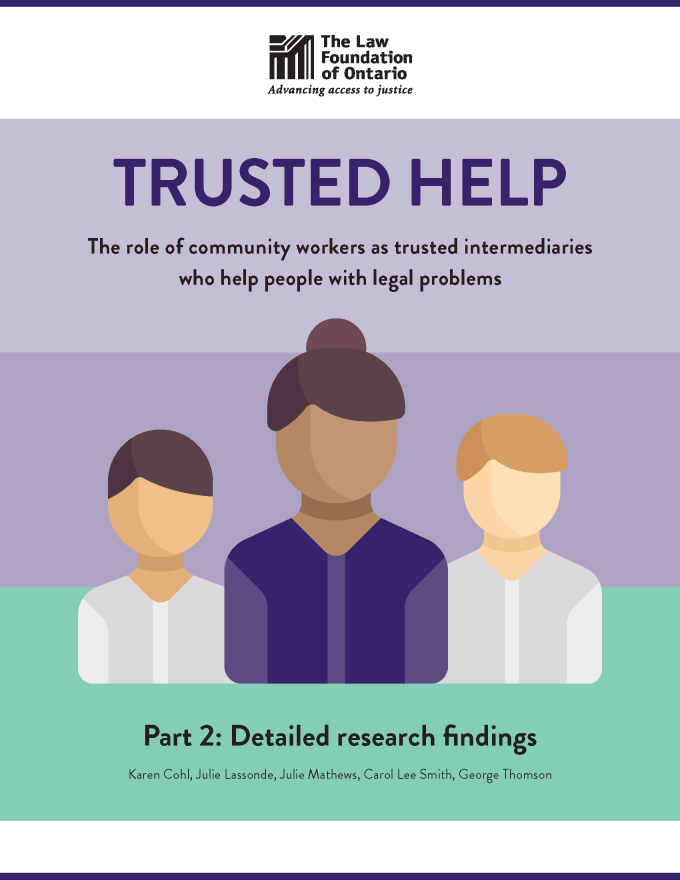 The Law
Foundation
of Ontario
Advancing access to justice
TRUSTED HELP
The role of community workers as trusted intermediaries
who help people with legal problems
Part 2: Detailed research findings
Karen Cohl, Julie Lassonde, Julie Mathews, Carol Lee Smith, George Thomson